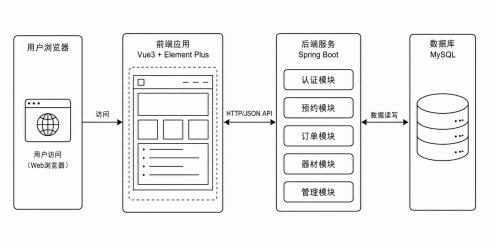 用户浏览器
用户访问
（Web浏览器）
访问
前端应用
Vue3 + Element Plus
HTTP/JSON API
后端服务
Spring Boot
认证模块
预约模块
订单模块
器材模块
管理模块
数据读写
数据库
MySQL